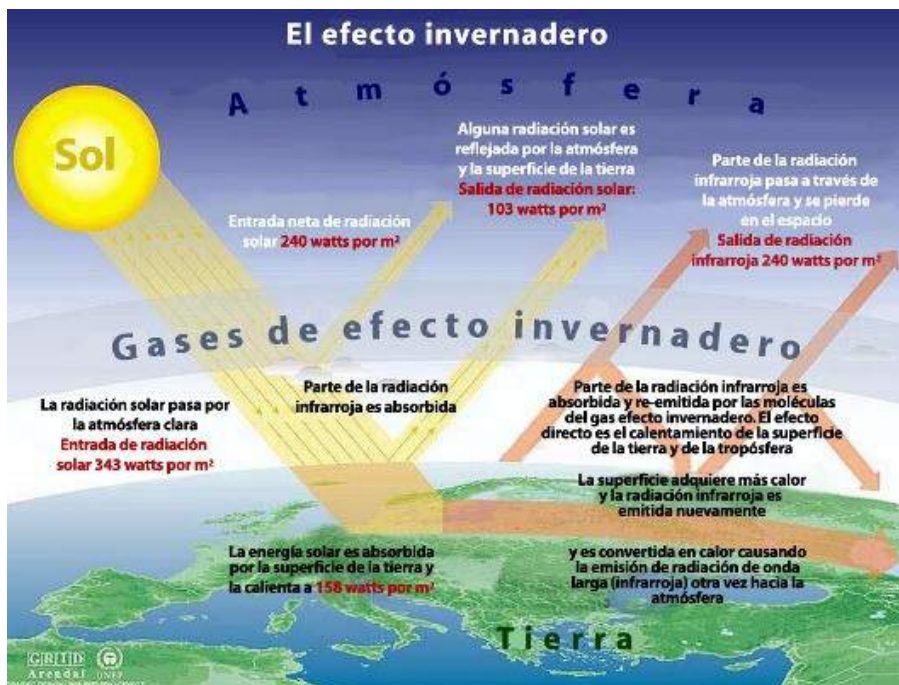 El efecto invernadero
Atmósfera
Sol
Alguna radiación solar es
reflejada por la atmósfera
y la superficie de la tierra
Salida de radiación solar:
103 watts por m²
Parte de la radiación
infrarroja pasa a través de
la atmósfera y se pierde
en el espacio
Salida de radiación
infrarroja 240 watts por m²
Entrada neta de radiación
solar 240 watts por m²
Gases de efecto invernadero
La radiación solar pasa por
la atmósfera clara
Entrada de radiación
solar 343 watts por m²
Parte de la radiación
infrarroja es absorbida
Parte de la radiación infrarroja es
absorbida y re-emitida por las moléculas
del gas efecto invernadero. El efecto
directo es el calentamiento de la superficie
de la tierra y de la tropósfera
La superficie adquiere más calor
y la radiación infrarroja es
emitida nuevamente
La energía solar es absorbida
por la superficie de la tierra y
la calienta a 158 watts por m²
y es convertida en calor causando
la emisión de radiación de onda
larga (infrarroja) otra vez hacia la
atmósfera
Tierra
GRID
Arendal UNEP